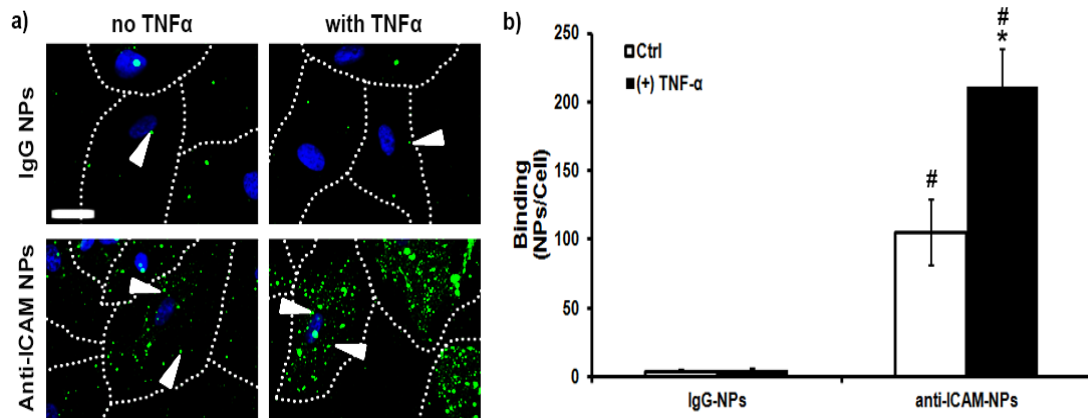 a)
no TNFα
with TNFα
IgG NPs
Anti-ICAM NPs
b)
Binding
(NPs/Cell)
250
200
150
100
50
0
Ctrl
(+) TNF-α
#
#
*
IgG-NPs
anti-ICAM-NPs